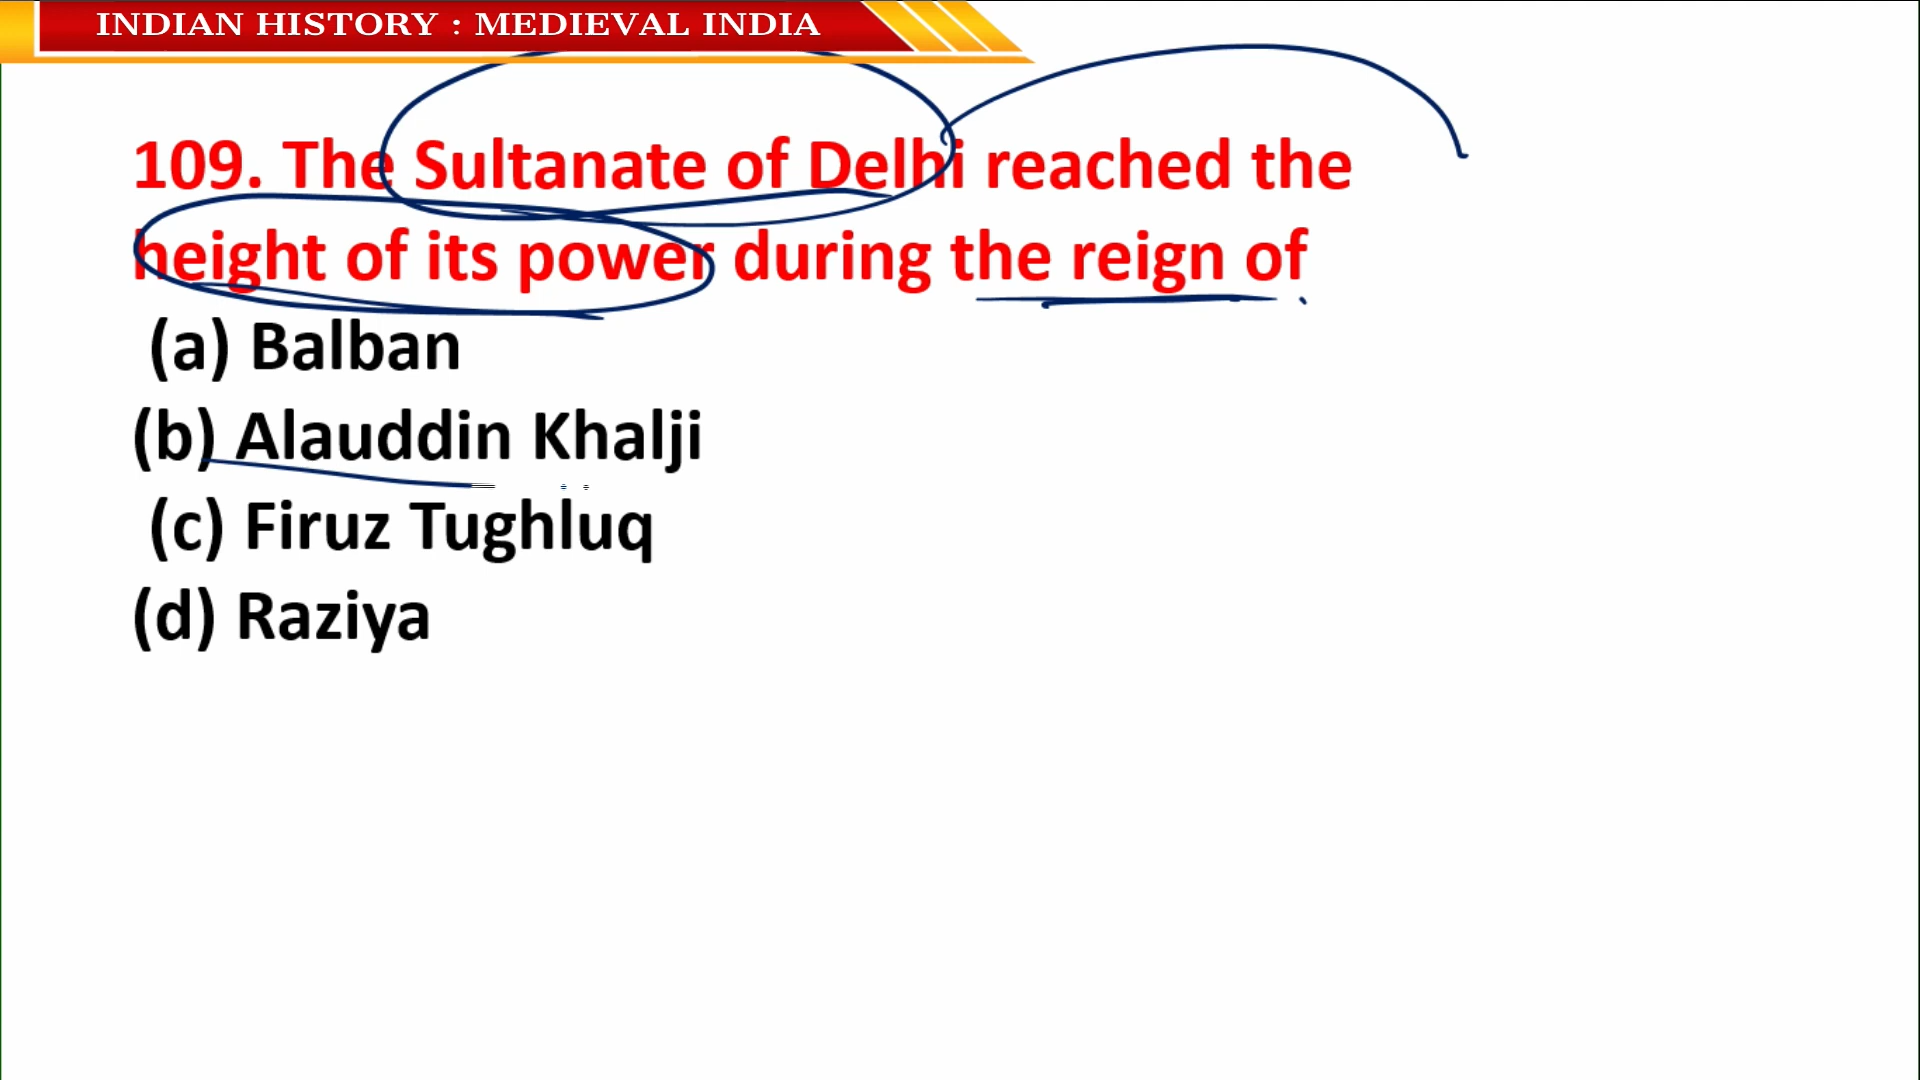 INDIAN HISTORY : MEDIEVAL INDIA
109. The Sultanate of Delhi reached the
height of its power during the reign of
(a) Balban
(b) Alauddin Khalji
(c) Firuz Tughluq
(d) Raziya